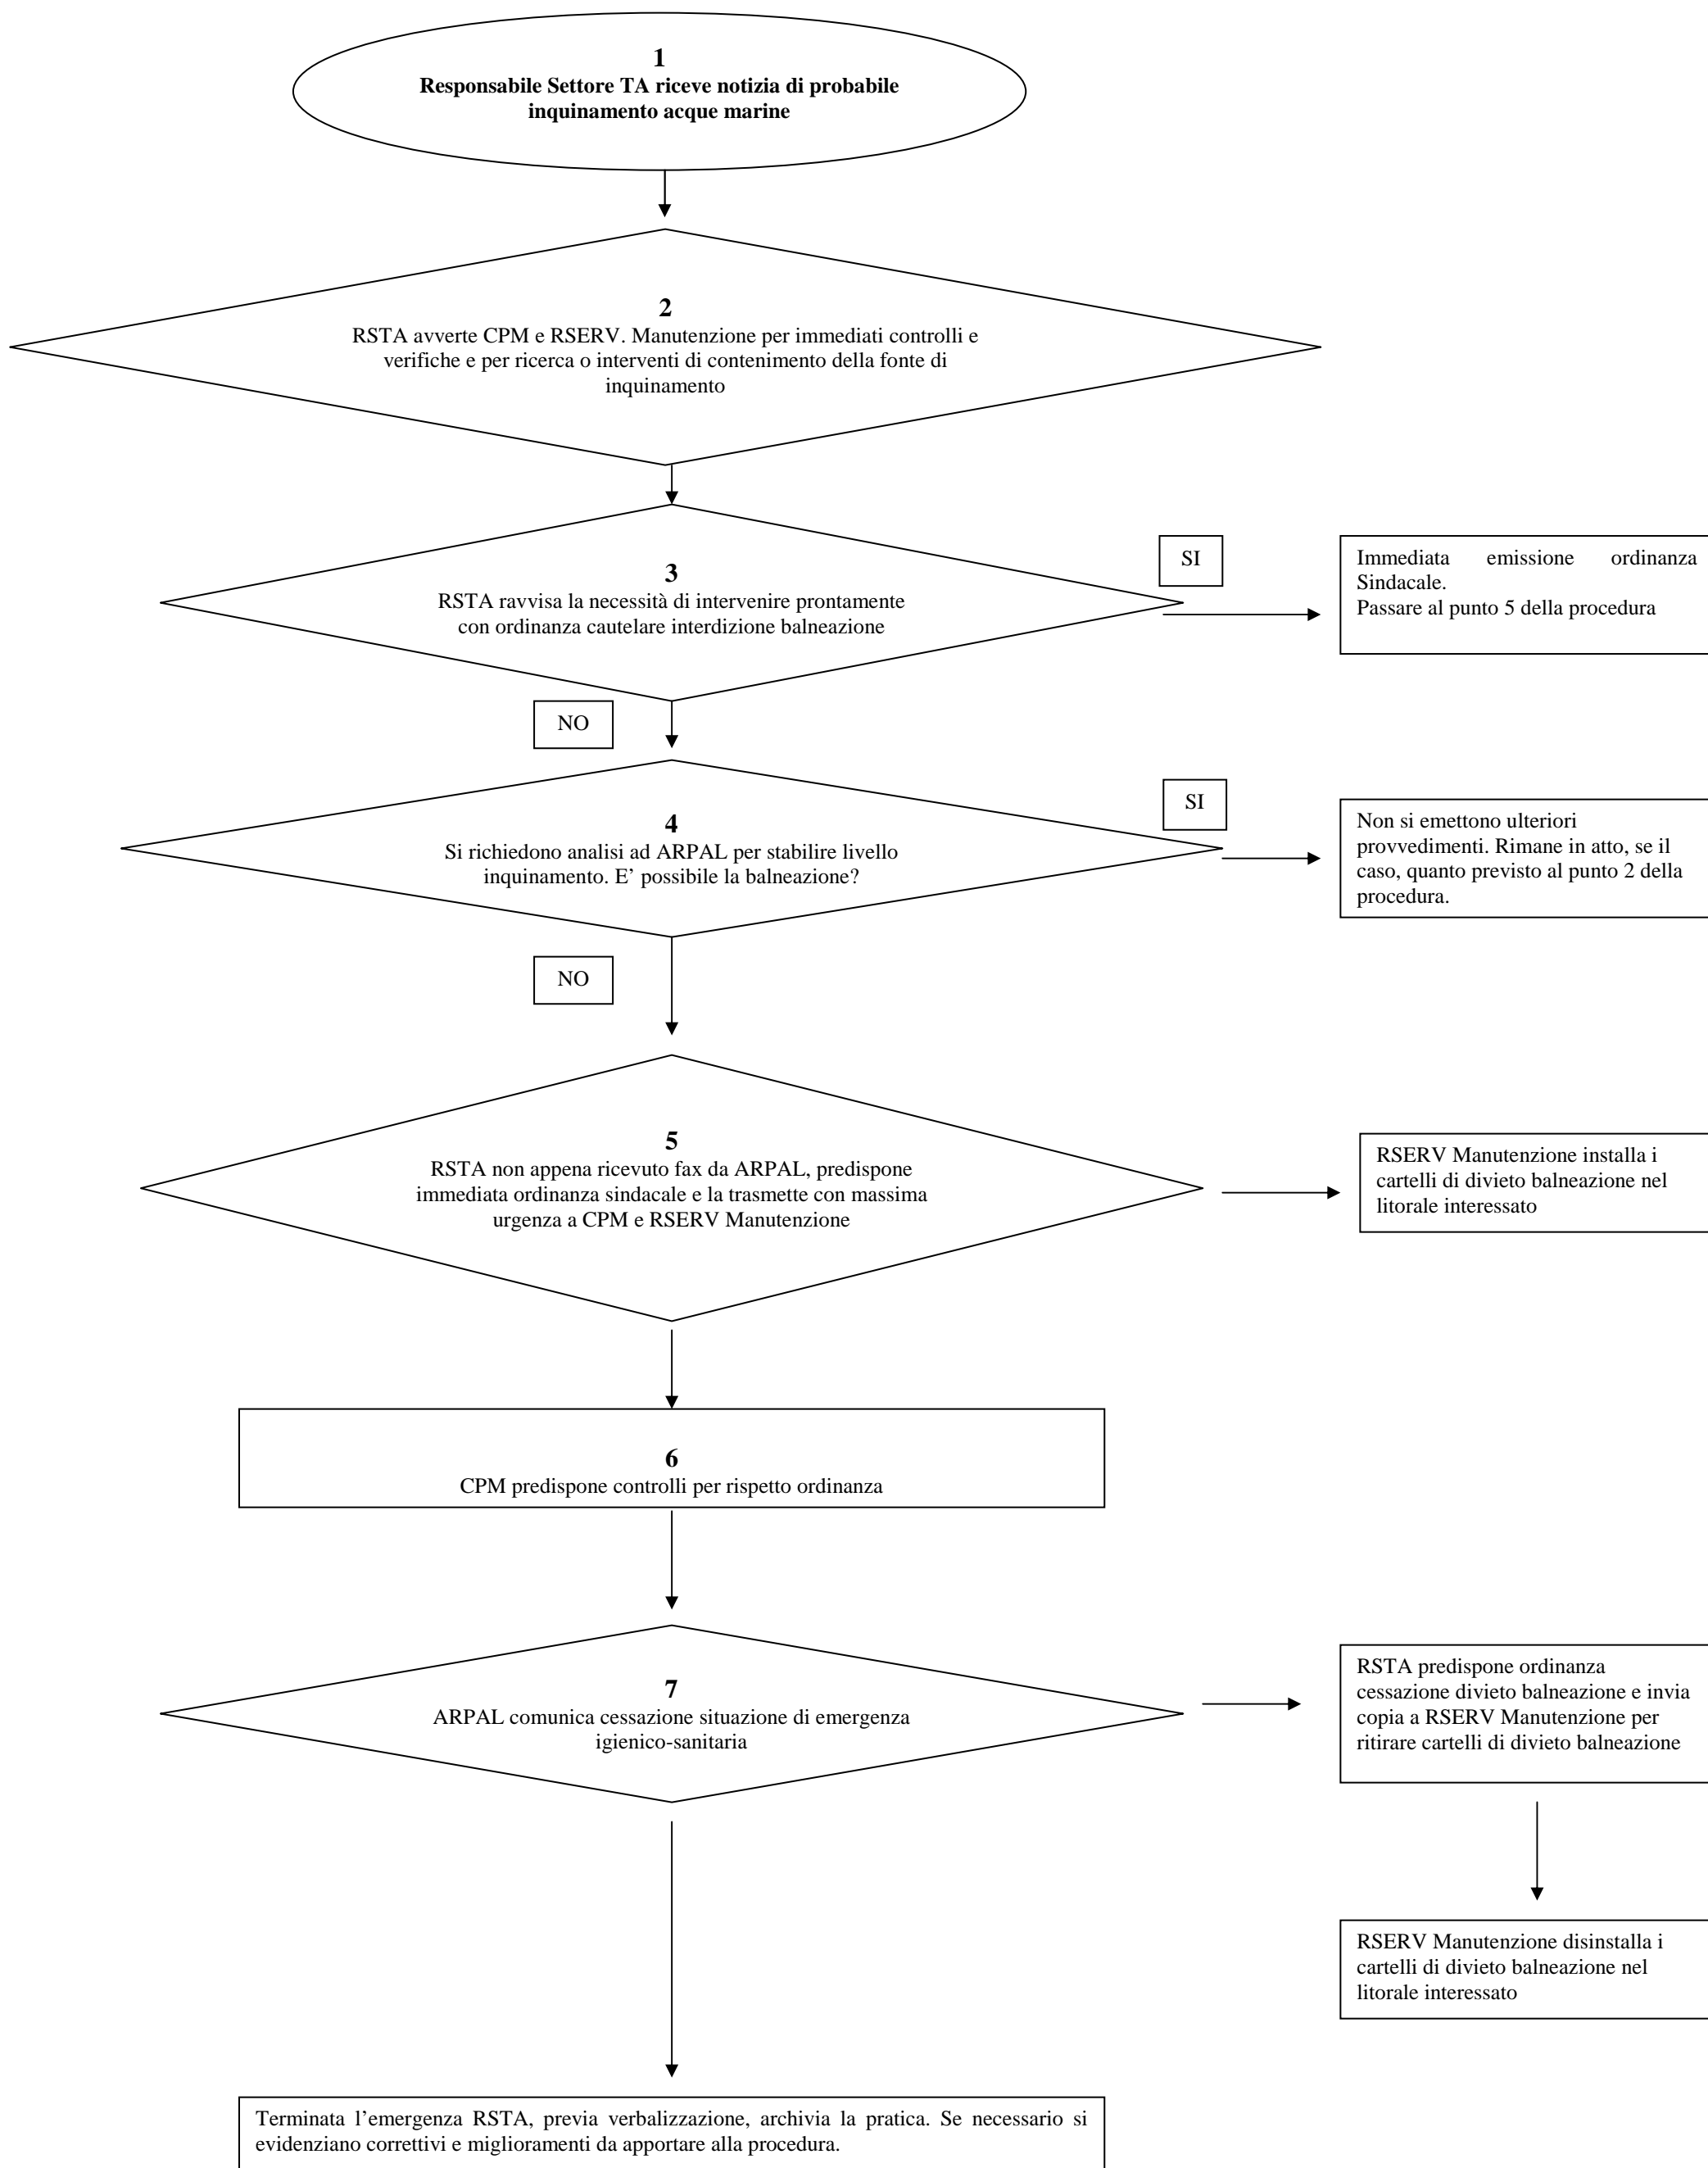 1
Responsabile Settore TA riceve notizia di probabile
inquinamento acque marine
2
RSTA avverte CPM e RSERV. Manutenzione per immediati controlli e
verifiche e per ricerca o interventi di contenimento della fonte di
inquinamento
3
RSTA ravvisa la necessità di intervenire prontamente
con ordinanza cautelare interdizione balneazione
SI
Immediata emissione ordinanza
Sindacale.
Passare al punto 5 della procedura
NO
4
Si richiedono analisi ad ARPAL per stabilire livello
inquinamento. E’ possibile la balneazione?
SI
Non si emettono ulteriori
provvedimenti. Rimane in atto, se il
caso, quanto previsto al punto 2 della
procedura.
NO
5
RSTA non appena ricevuto fax da ARPAL, predispone
immediata ordinanza sindacale e la trasmette con massima
urgenza a CPM e RSERV Manutenzione
RSERV Manutenzione installa i
cartelli di divieto balneazione nel
litorale interessato
6
CPM predispone controlli per rispetto ordinanza
7
ARPAL comunica cessazione situazione di emergenza
igienico-sanitaria
RSTA predispone ordinanza
cessazione divieto balneazione e invia
copia a RSERV Manutenzione per
ritirare cartelli di divieto balneazione
RSERV Manutenzione disinstalla i
cartelli di divieto balneazione nel
litorale interessato
Terminata l’emergenza RSTA, previa verbalizzazione, archivia la pratica. Se necessario si
evidenziano correttivi e miglioramenti da apportare alla procedura.